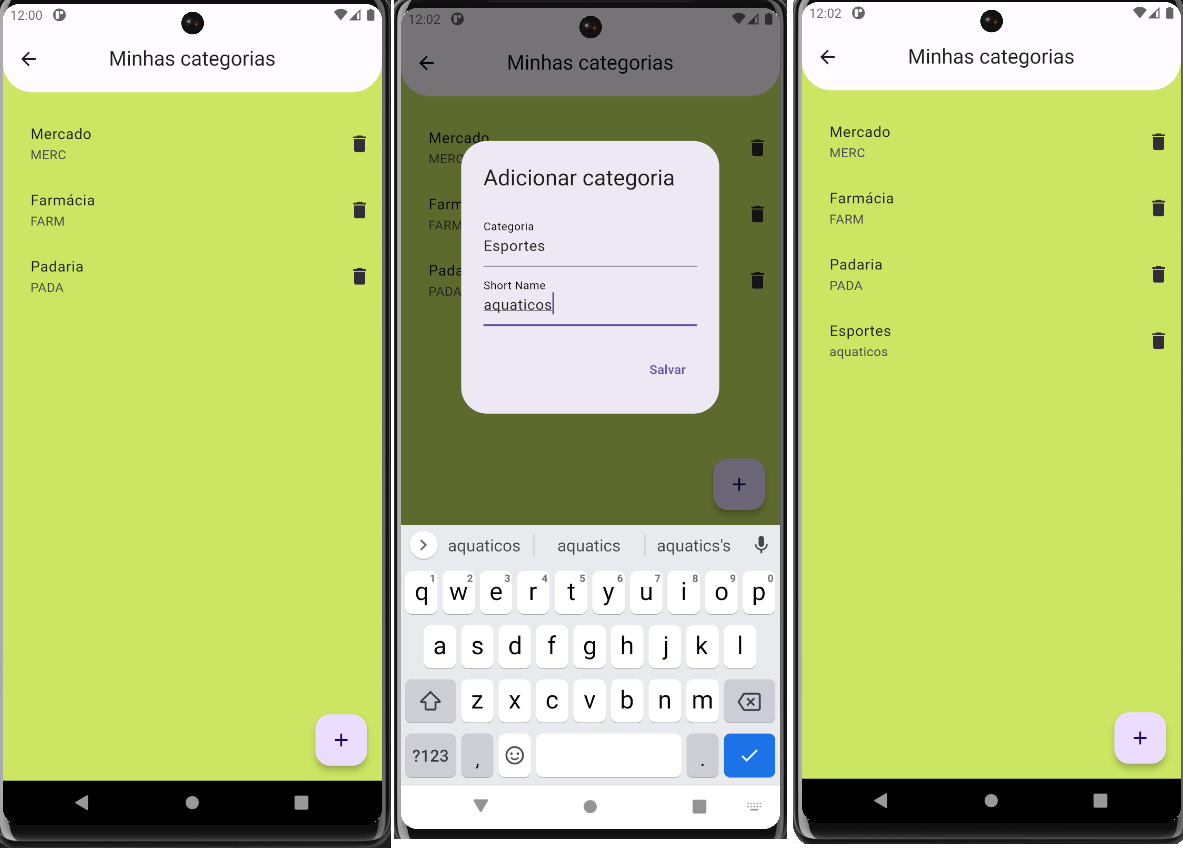 12:00
Minhas categorias
Mercado
MERC
Farmácia
FARM
Padaria
PADA
+
12:02
Minhas categorias
Mercado
MERC
Farm
FARM
Pada
PADA
Adicionar categoria
Categoria
Esportes
Short Name
aquaticos
Salvar
+
aquaticos aquatics aquatics's
1 2 3 4 5 6 7 8 9 0
q w e r t y u i o p
a s d f g h j k l
z x c v b n m
?123 , .
12:02
Minhas categorias
Mercado
MERC
Farmácia
FARM
Padaria
PADA
Esportes
aquaticos
+